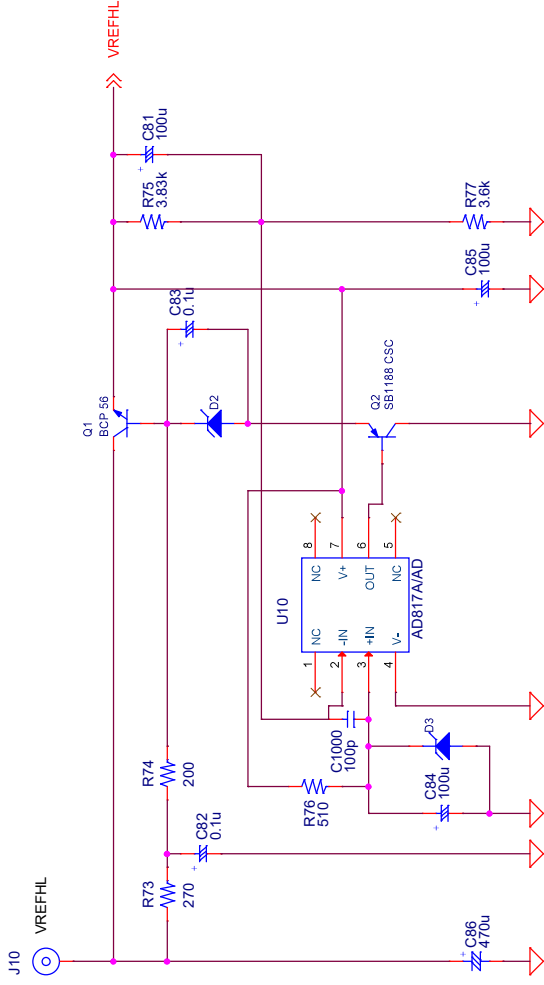 J10
VREFHL
R73
270
C82
0.1u
R74
200
C86
470u
Q1
BCP 56
C83
0.1u
D2
R75
3.83k
C81
100u
VREFHL
R76
510
C1000
100p
C84
100u
D3
U10
1
NC
2
-IN
3
+IN
4
V-
8
NC
7
V+
6
OUT
5
NC
AD817A/AD
Q2
SB1188 CSC
C85
100u
R77
3.6k
+
+
+
+
+
+